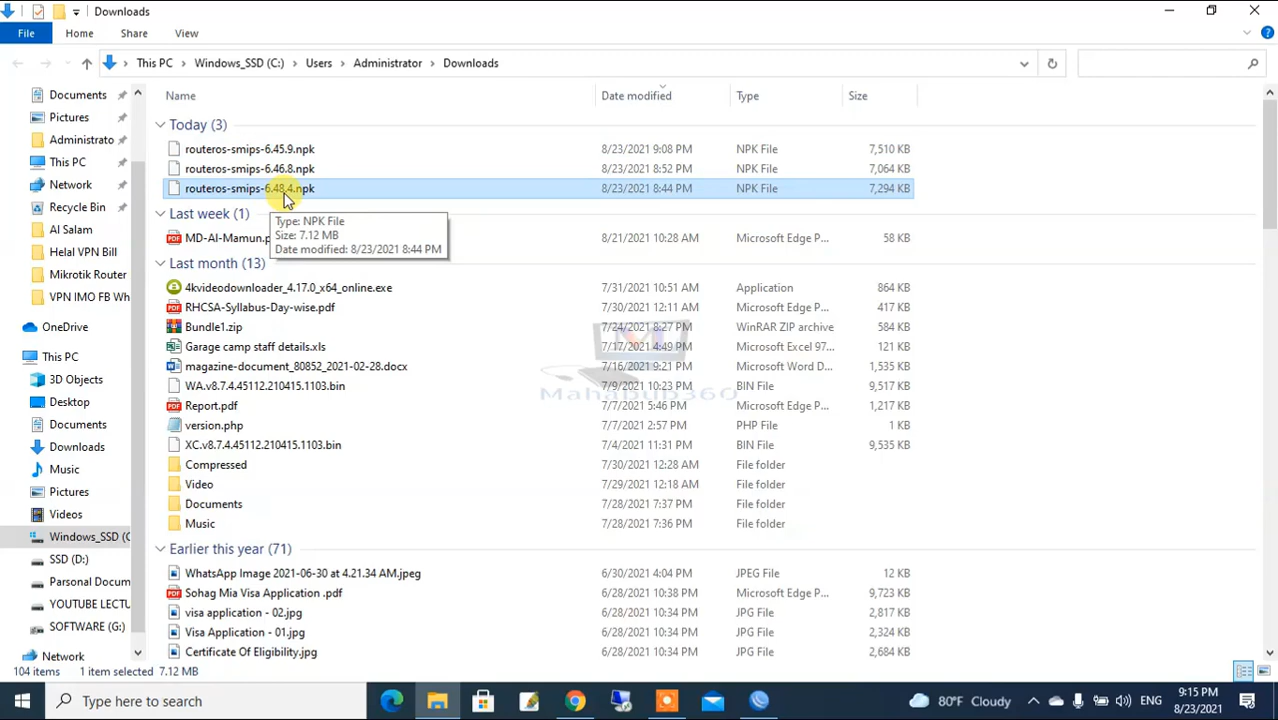 Downloads
File Home Share View
This PC Windows_SSD (C:) Users Administrator Downloads
Name Date modified Type Size
Documents
Pictures
Administrato
This PC
Network
Recycle Bin
Al Salam
Helal VPN Bill
Mikrotik Router
VPN IMO FB Wh
OneDrive
This PC
3D Objects
Desktop
Documents
Downloads
Music
Pictures
Videos
Windows_SSD (C
SSD (D:)
Parsonal Docum
YOUTUBE LECTU
SOFTWARE (G:)
Network
Today (3)
routeros-smips-6.45.9.npk 8/23/2021 9:08 PM NPK File 7,510 KB
routeros-smips-6.46.8.npk 8/23/2021 8:52 PM NPK File 7,064 KB
routeros-smips-6.48.4.npk 8/23/2021 8:44 PM NPK File 7,294 KB
Type: NPK File
Size: 7.12 MB
Date modified: 8/23/2021 8:44 PM
Last week (1)
MD-Al-Mamun.p 8/21/2021 10:28 AM Microsoft Edge P... 58 KB
Last month (13)
4kvideodownloader_4.17.0_x64_online.exe 7/31/2021 10:51 AM Application 864 KB
RHCSA-Syllabus-Day-wise.pdf 7/30/2021 12:11 AM Microsoft Edge P... 417 KB
Bundle1.zip 7/24/2021 8:27 PM WinRAR ZIP archive 584 KB
Garage camp staff details.xls 7/17/2021 4:49 PM Microsoft Excel 97... 121 KB
magazine-document_80852_2021-02-28.docx 7/16/2021 9:21 PM Microsoft Word D... 1,535 KB
WA.v8.7.4.45112.210415.1103.bin 7/9/2021 10:23 PM BIN File 9,517 KB
Mahabub360
Report.pdf 7/7/2021 5:46 PM Microsoft Edge P... 1,217 KB
version.php 7/7/2021 2:57 PM PHP File 1 KB
XC.v8.7.4.45112.210415.1103.bin 7/4/2021 11:31 PM BIN File 9,535 KB
Compressed 7/30/2021 12:28 AM File folder
Video 7/29/2021 12:18 AM File folder
Documents 7/28/2021 7:37 PM File folder
Music 7/28/2021 7:36 PM File folder
Earlier this year (71)
WhatsApp Image 2021-06-30 at 4.21.34 AM.jpeg 6/30/2021 4:04 PM JPEG File 12 KB
Sohag Mia Visa Application .pdf 6/28/2021 10:38 PM Microsoft Edge P... 9,723 KB
visa application - 02.jpg 6/28/2021 10:34 PM JPG File 2,817 KB
Visa Application - 01.jpg 6/28/2021 10:34 PM JPG File 2,324 KB
Certificate Of Eligibility.jpg 6/28/2021 10:34 PM JPG File 2,684 KB
104 items 1 item selected 7.12 MB
Type here to search
80°F Cloudy
ENG
9:15 PM
8/23/2021